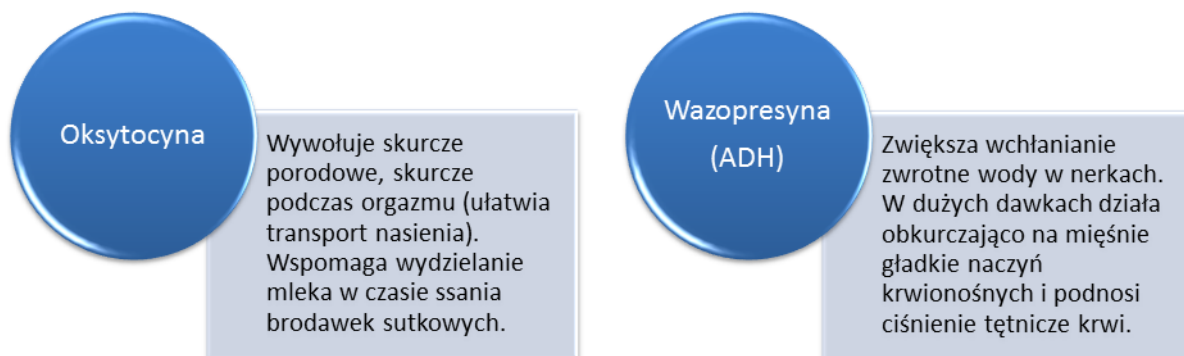 Oksytocyna
Wywołuje skurcze
porodowe, skurcze
podczas orgazmu (ułatwia
transport nasienia).
Wspomaga wydzielanie
mleka w czasie ssania
brodawek sutkowych.
Wazopresyna
(ADH)
Zwiększa wchłanianie
zwrotne wody w nerkach.
W dużych dawkach działa
obkurczająco na mięśnie
gładkie naczyń
krwionośnych i podnosi
ciśnienie tętnicze krwi.